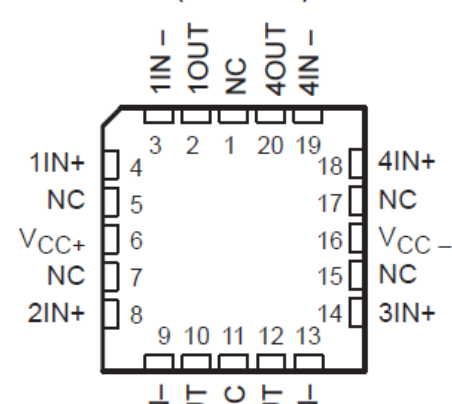 1IN –
1OUT
NC
4OUT
4IN –
3 2 1 20 19
1IN+ 4
18 4IN+
NC 5
17 NC
VCC+ 6
16 VCC –
NC 7
15 NC
2IN+ 8
14 3IN+
9 10 11 12 13